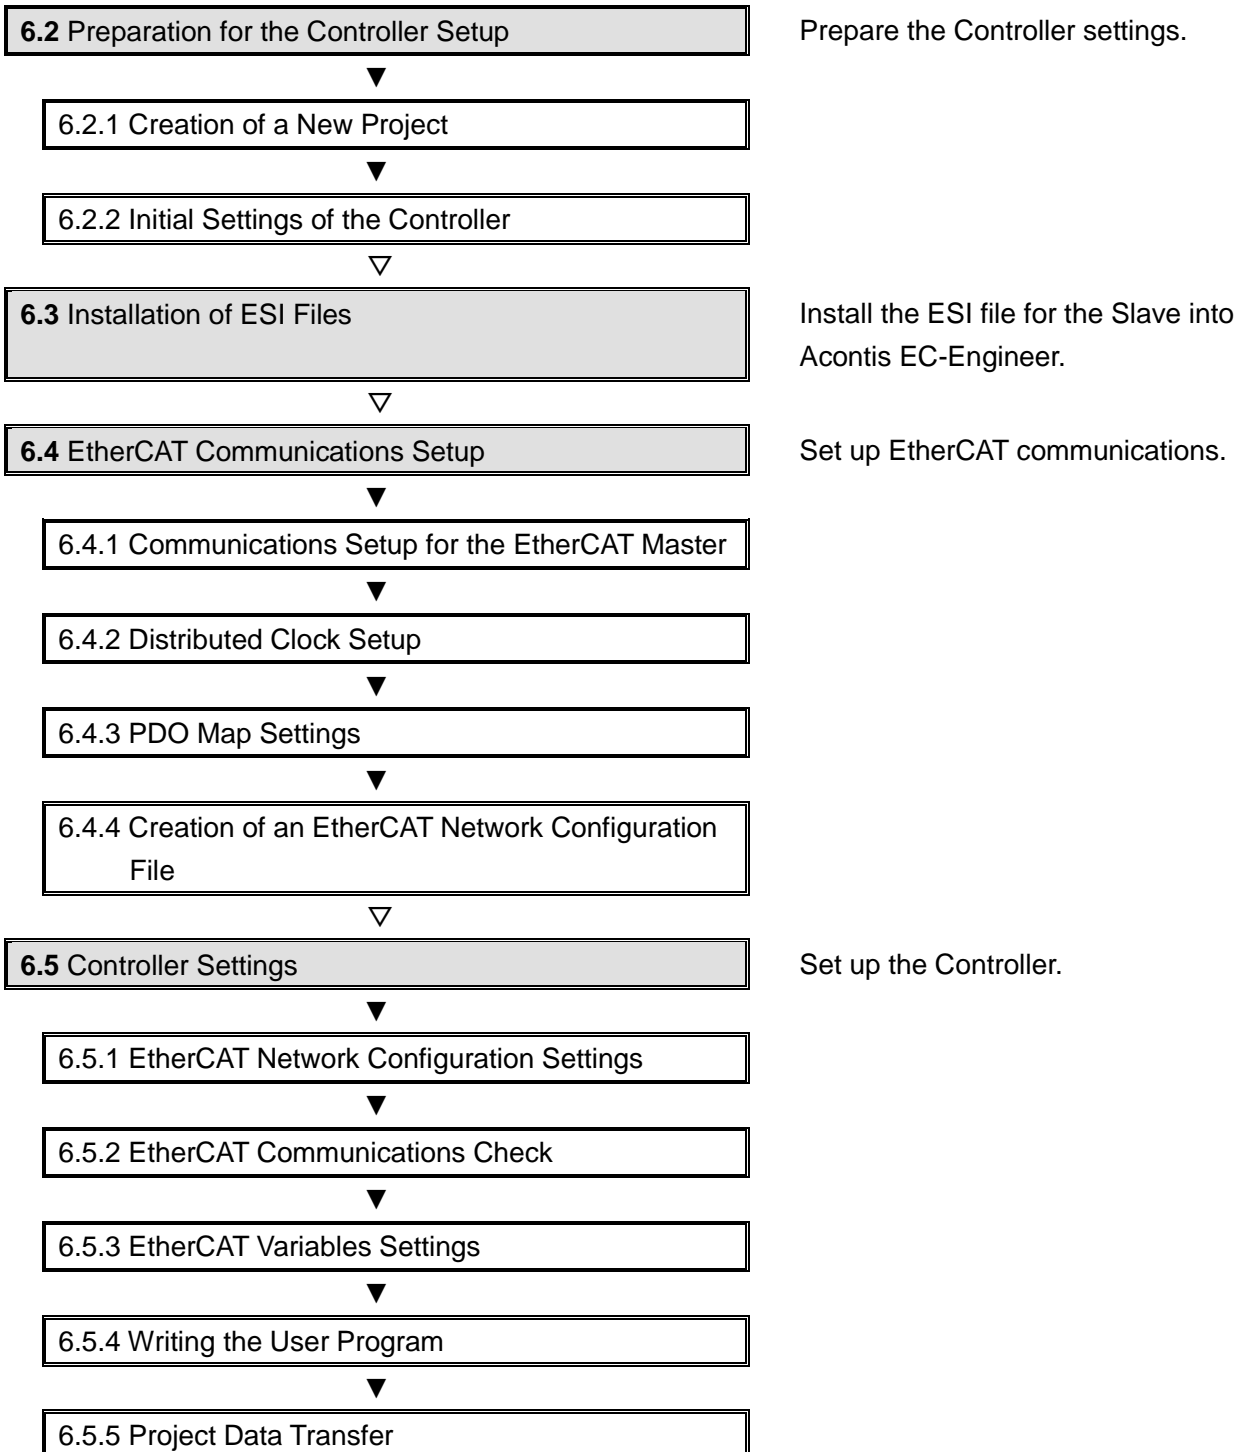 6.2 Preparation for the Controller Setup
Prepare the Controller settings.
▼
6.2.1 Creation of a New Project
▼
6.2.2 Initial Settings of the Controller
▽
6.3 Installation of ESI Files
Install the ESI file for the Slave into
Acontis EC-Engineer.
▽
6.4 EtherCAT Communications Setup
Set up EtherCAT communications.
▼
6.4.1 Communications Setup for the EtherCAT Master
▼
6.4.2 Distributed Clock Setup
▼
6.4.3 PDO Map Settings
▼
6.4.4 Creation of an EtherCAT Network Configuration
File
▽
6.5 Controller Settings
Set up the Controller.
▼
6.5.1 EtherCAT Network Configuration Settings
▼
6.5.2 EtherCAT Communications Check
▼
6.5.3 EtherCAT Variables Settings
▼
6.5.4 Writing the User Program
▼
6.5.5 Project Data Transfer